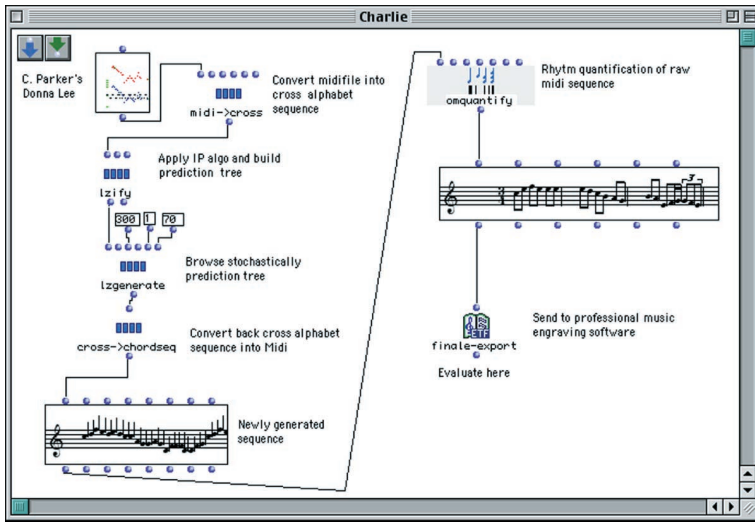 Charlie
C. Parker's
Donna Lee
Convert midifile into
cross alphabet
sequence
midi->cross
Apply IP algo and build
prediction tree
lzify
300 1 70
Browse stochastically
prediction tree
lzgenerate
Convert back cross alphabet
sequence into Midi
cross->chordseq
Newly generated
sequence
Rhytm quantification of raw
midi sequence
omquantify
3
4
3
Send to professional music
engraving software
ETF
finale-export
Evaluate here